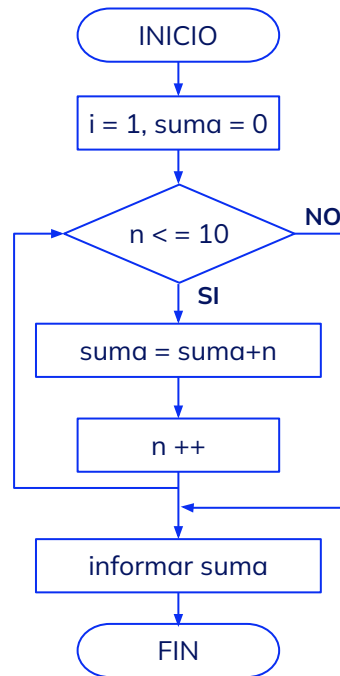 INICIO
i = 1, suma = 0
n < = 10
NO
SI
suma = suma+n
n ++
informar suma
FIN